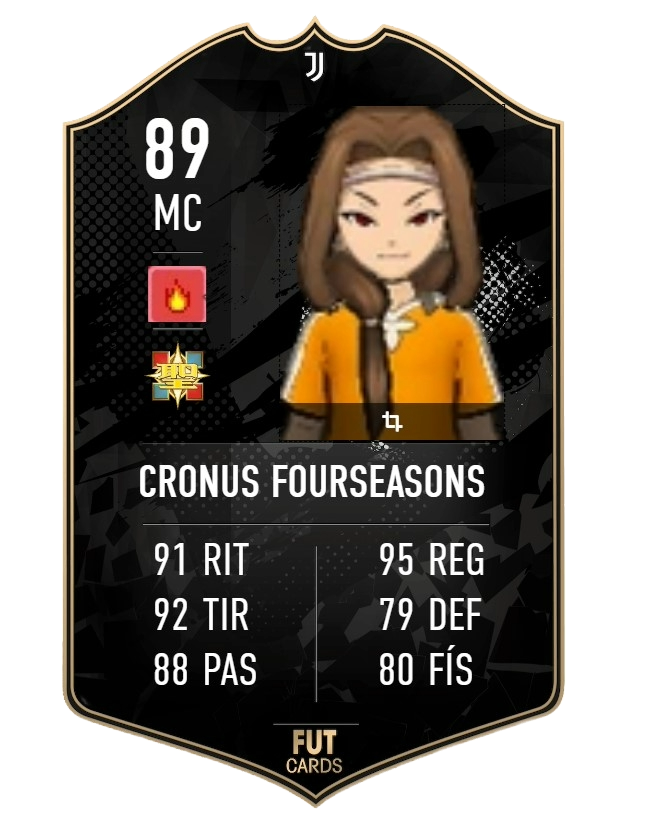 89
MC
CRONUS FOURSEASONS
91 RIT
92 TIR
88 PAS
95 REG
79 DEF
80 FÍS
FUT
CARDS